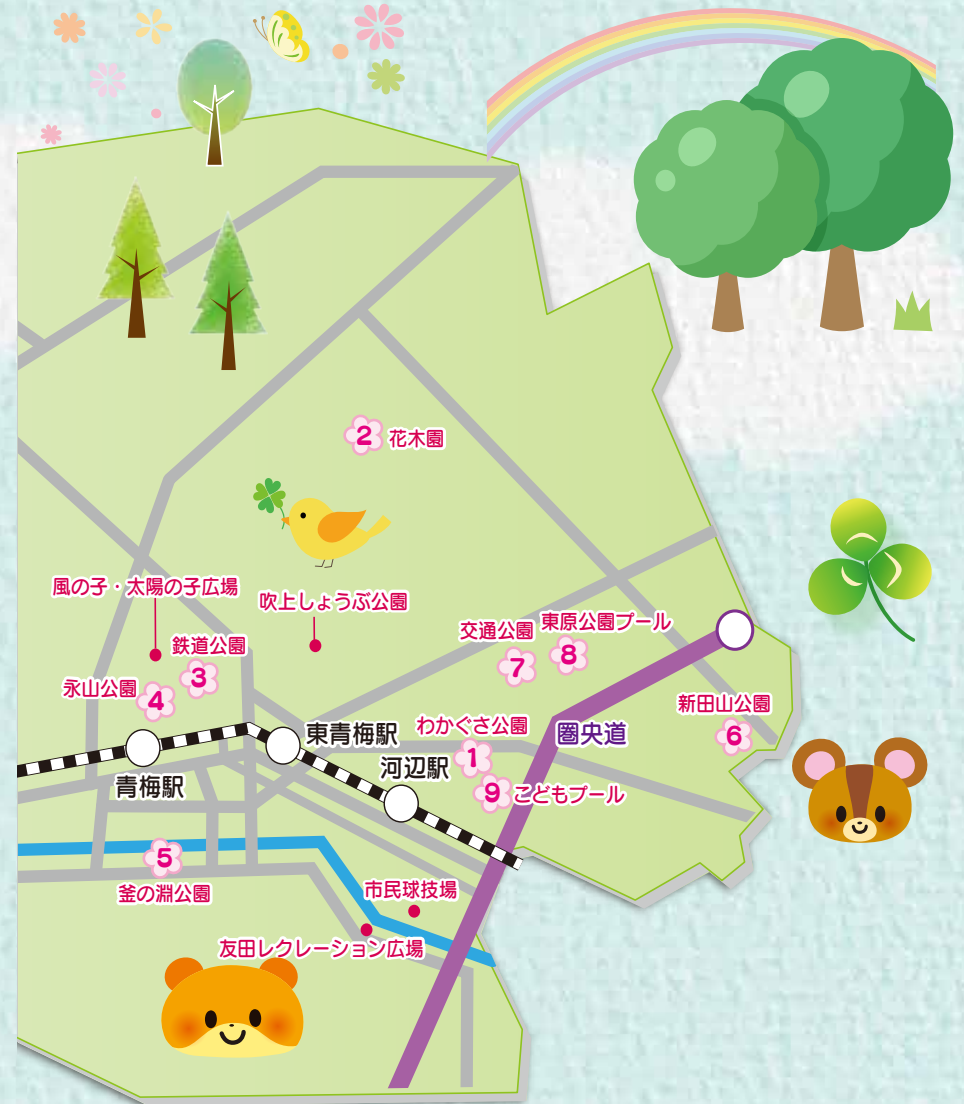 2 花木園
風の子・太陽の子広場
吹上しょうぶ公園
交通公園
7
東原公園プール
8
鉄道公園
3
永山公園
4
新田山公園
6
わかぐさ公園
1
圏央道
東青梅駅
青梅駅
河辺駅
9 こどもプール
5
釜の淵公園
市民球技場
友田レクレーション広場